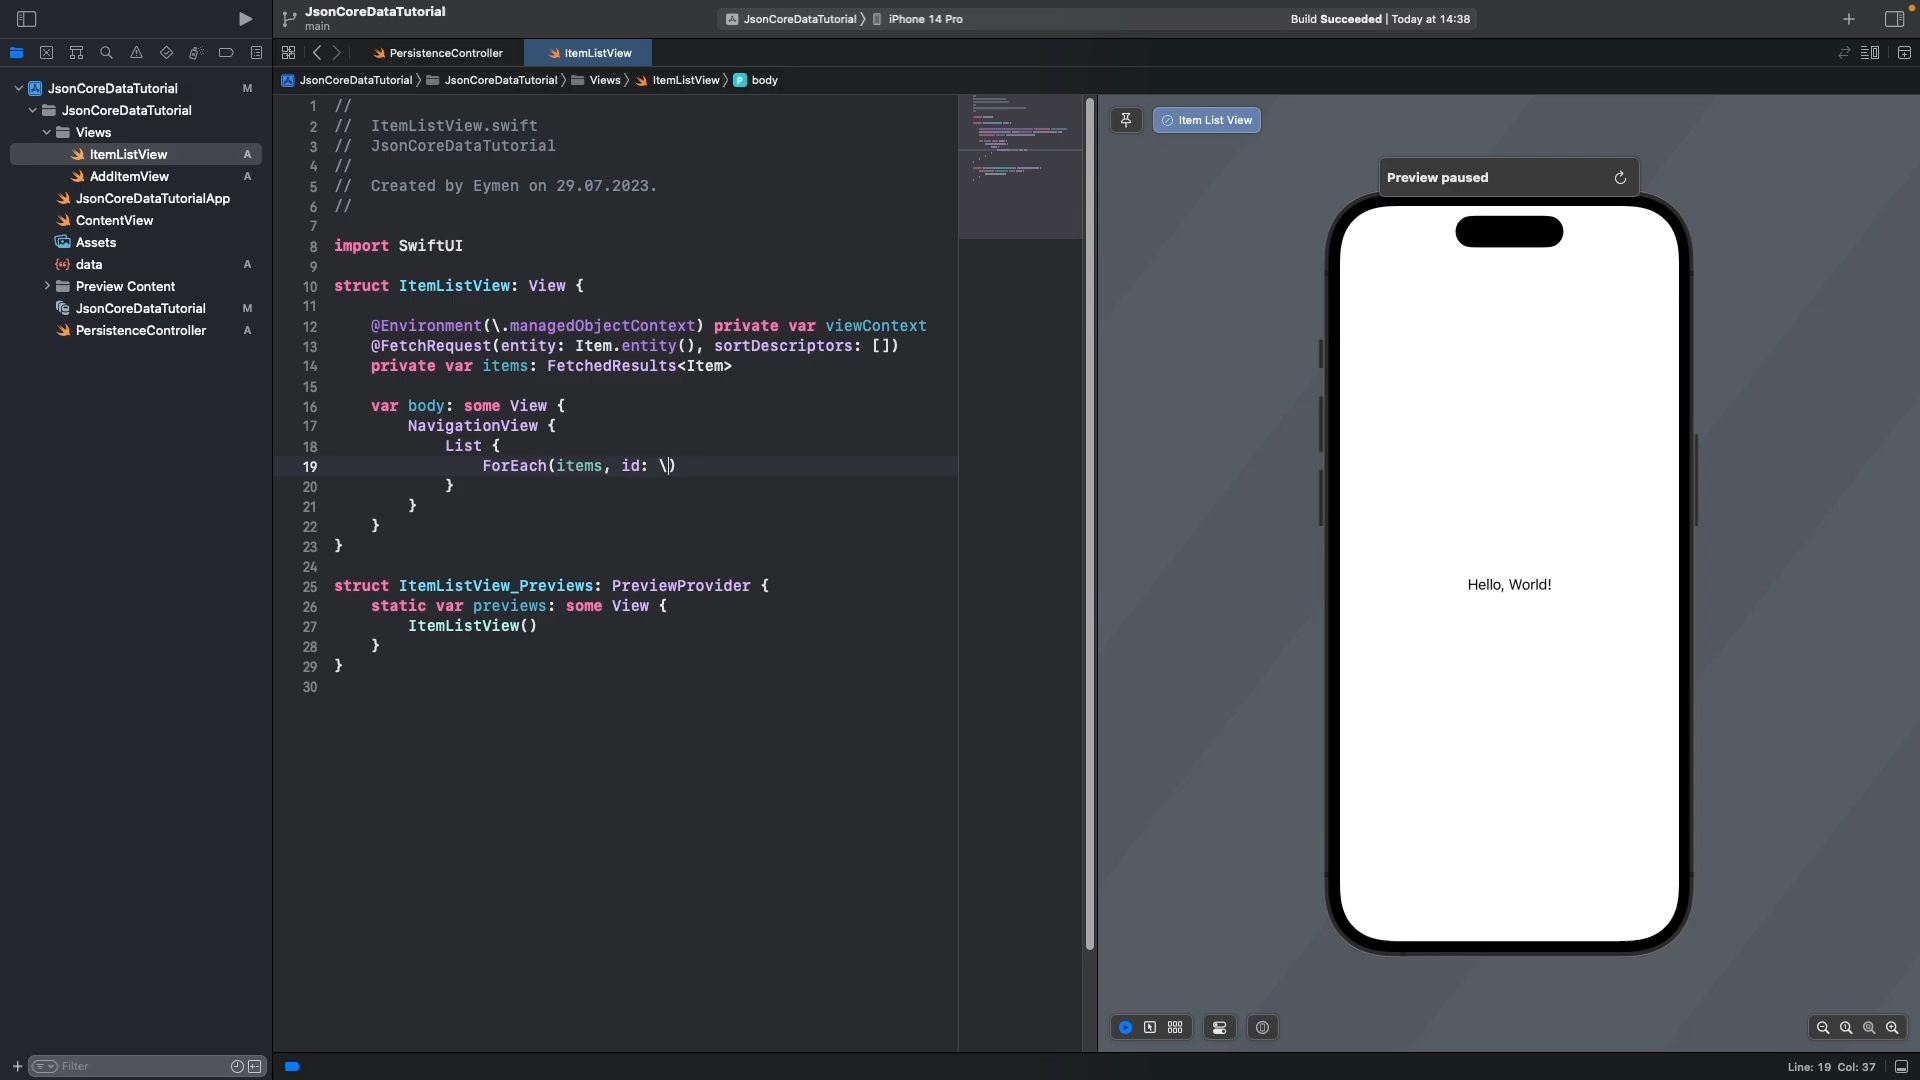 JsonCoreDataTutorial
main
JsonCoreDataTutorial
iPhone 14 Pro
Build Succeeded | Today at 14:38
PersistenceController
ItemListView
JsonCoreDataTutorial
JsonCoreDataTutorial
Views
ItemListView
P
body
JsonCoreDataTutorial M
JsonCoreDataTutorial
Views
ItemListView A
AddItemView A
JsonCoreDataTutorialApp
ContentView
Assets
data A
Preview Content
JsonCoreDataTutorial M
PersistenceController A
Filter
1 //
2 //  ItemListView.swift
3 //  JsonCoreDataTutorial
4 //
5 //  Created by Eymen on 29.07.2023.
6 //
7
8 import SwiftUI
9
10 struct ItemListView: View {
11
12     @Environment(\.managedObjectContext) private var viewContext
13     @FetchRequest(entity: Item.entity(), sortDescriptors: [])
14     private var items: FetchedResults<Item>
15
16     var body: some View {
17         NavigationView {
18             List {
19                 ForEach(items, id: \)
20             }
21         }
22     }
23 }
24
25 struct ItemListView_Previews: PreviewProvider {
26     static var previews: some View {
27         ItemListView()
28     }
29 }
30
Item List View
Preview paused
Hello, World!
Line: 19 Col: 37